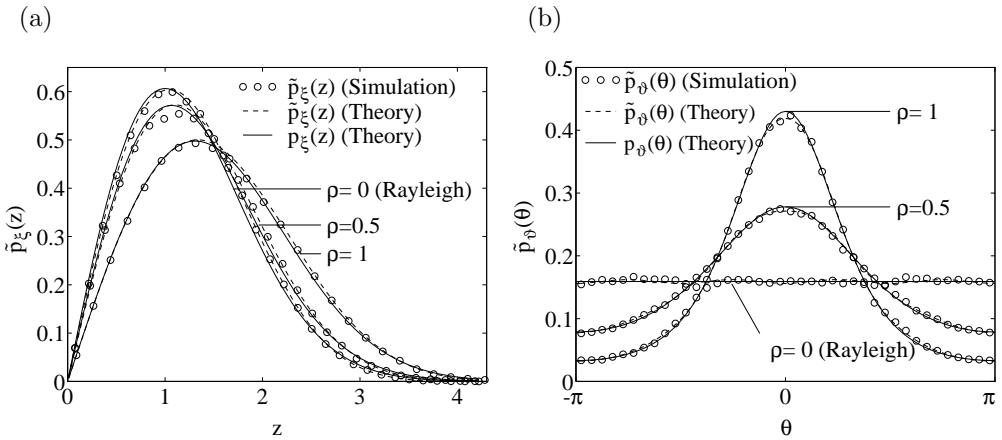 (a)
0.6
0.5
0.4
0.3
0.2
0.1
0
0 1 2 3 4
z
p̃ξ(z)
p̃ξ(z) (Simulation)
p̃ξ(z) (Theory)
pξ(z) (Theory)
ρ= 0 (Rayleigh)
ρ=0.5
ρ= 1
(b)
0.5
0.4
0.3
0.2
0.1
0
-π 0 π
θ
p̃ϑ(θ)
p̃ϑ(θ) (Simulation)
p̃ϑ(θ) (Theory)
pϑ(θ) (Theory)
ρ= 1
ρ=0.5
ρ= 0 (Rayleigh)